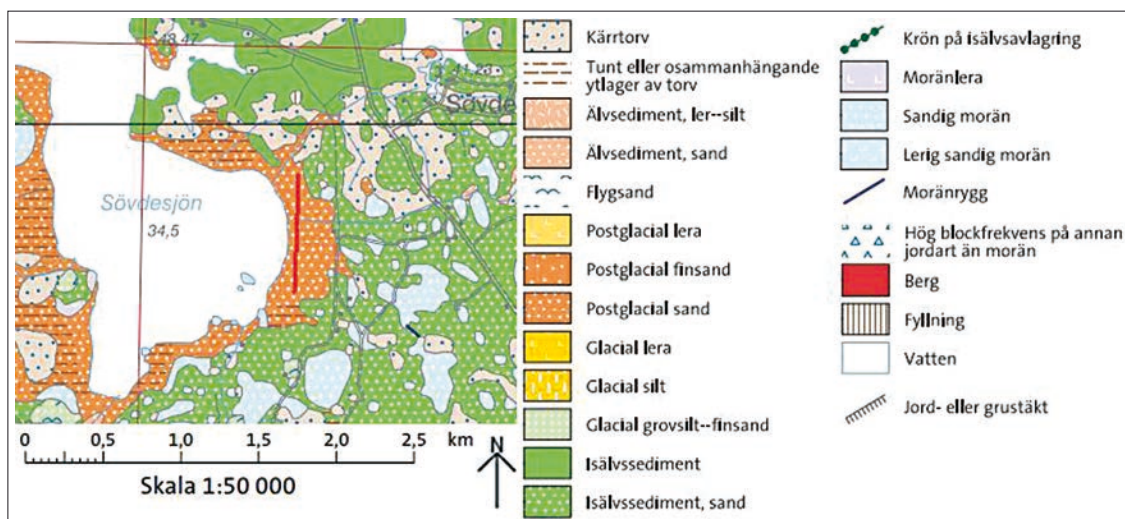 48 47
23
Sövde
Sövdesjön
34,5
0 0,5 1,0 1,5 2,0 2,5 km
Skala 1:50 000
N
Kärrtorv
Tunt eller osammanhängande
ytlager av torv
Älvsediment, ler--silt
Älvsediment, sand
Flygsand
Postglacial lera
Postglacial finsand
Postglacial sand
Glacial lera
Glacial silt
Glacial grovsilt--finsand
Isälvssediment
Isälvssediment, sand
Krön på isälvsavlagring
Moränlera
Sandig morän
Lerig sandig morän
Moränrygg
Hög blockfrekvens på annan
jordart än morän
Berg
Fyllning
Vatten
Jord- eller grustäkt